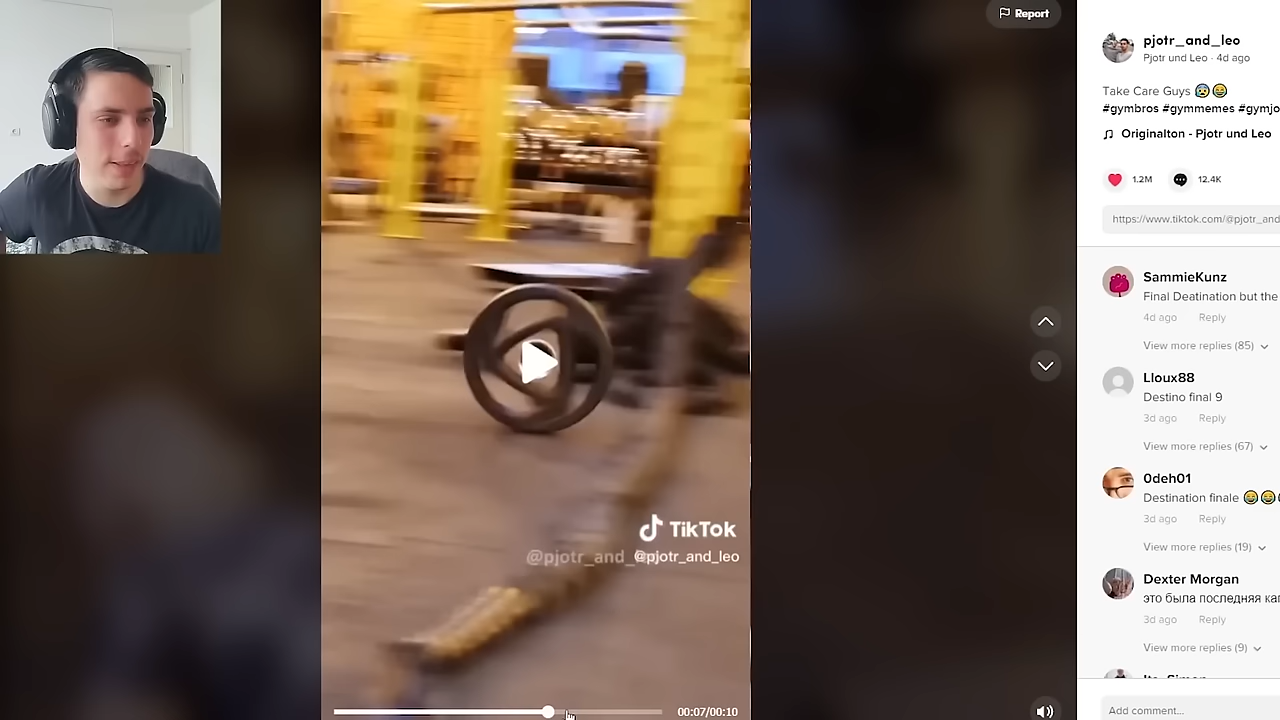 Report
pjotr_and_leo
Pjotr und Leo · 4d ago
Take Care Guys 😰😂
#gymbros #gymmemes #gymjo
Originalton - Pjotr und Leo
1.2M
12.4K
https://www.tiktok.com/@pjotr_and
SammieKunz
Final Deatination but the
4d ago Reply
View more replies (85)
Lloux88
Destino final 9
3d ago Reply
View more replies (67)
0deh01
Destination finale 😂😂
3d ago Reply
View more replies (19)
Dexter Morgan
это была последняя ка
3d ago Reply
View more replies (9)
Add comment...
TikTok
@pjotr_and_
@pjotr_and_leo
00:07/00:10